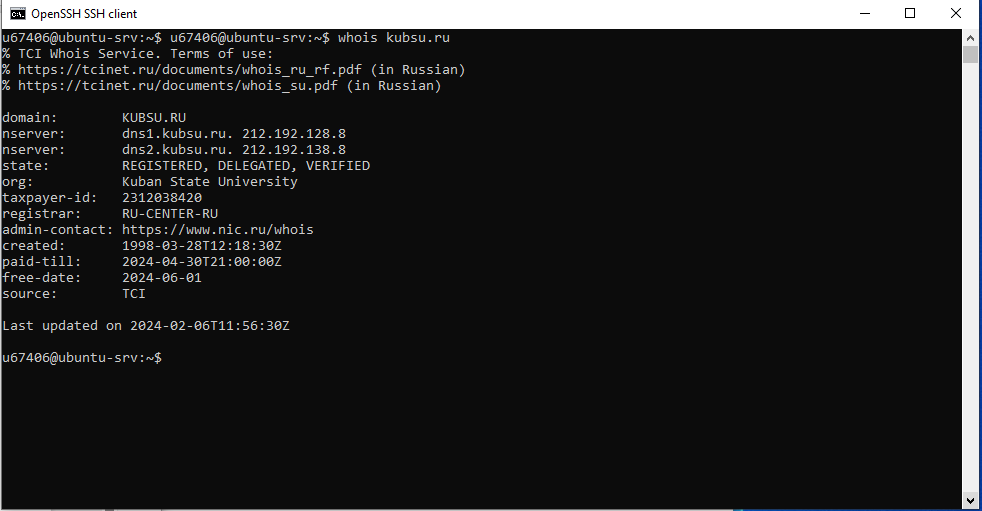 OpenSSH SSH client
u67406@ubuntu-srv:~$ u67406@ubuntu-srv:~$ whois kubsu.ru
% TCI Whois Service. Terms of use:
% https://tcinet.ru/documents/whois_ru_rf.pdf (in Russian)
% https://tcinet.ru/documents/whois_su.pdf (in Russian)
domain:        KUBSU.RU
nserver:       dns1.kubsu.ru. 212.192.128.8
nserver:       dns2.kubsu.ru. 212.192.138.8
state:         REGISTERED, DELEGATED, VERIFIED
org:           Kuban State University
taxpayer-id:   2312038420
registrar:     RU-CENTER-RU
admin-contact: https://www.nic.ru/whois
created:       1998-03-28T12:18:30Z
paid-till:     2024-04-30T21:00:00Z
free-date:     2024-06-01
source:        TCI
Last updated on 2024-02-06T11:56:30Z
u67406@ubuntu-srv:~$